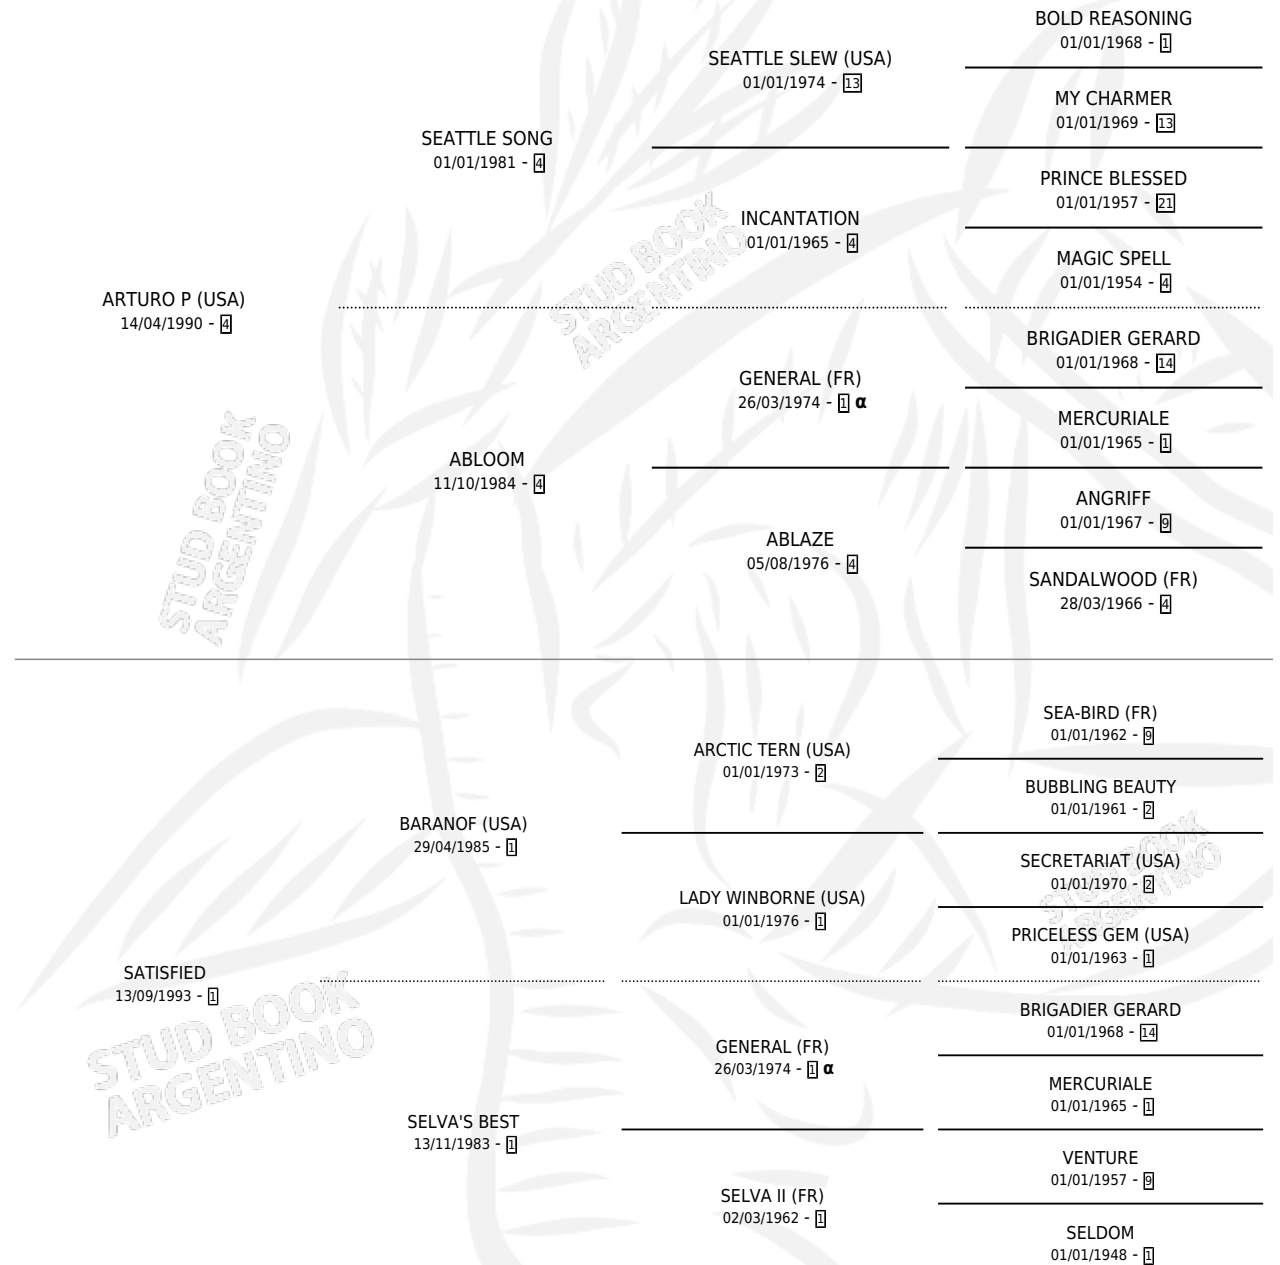 BOLD REASONING
01/01/1968 - 1
SEATTLE SLEW (USA)
01/01/1974 - 13
MY CHARMER
01/01/1969 - 13
SEATTLE SONG
01/01/1981 - 4
PRINCE BLESSED
01/01/1957 - 21
INCANTATION
01/01/1965 - 4
MAGIC SPELL
01/01/1954 - 4
ARTURO P (USA)
14/04/1990 - 4
BRIGADIER GERARD
01/01/1968 - 14
GENERAL (FR)
26/03/1974 - 1 α
MERCURIALE
01/01/1965 - 1
ABLOOM
11/10/1984 - 4
ANGRIFF
01/01/1967 - 9
ABLAZE
05/08/1976 - 4
SANDALWOOD (FR)
28/03/1966 - 4
SEA-BIRD (FR)
01/01/1962 - 9
ARCTIC TERN (USA)
01/01/1973 - 2
BUBBLING BEAUTY
01/01/1961 - 2
BARANOF (USA)
29/04/1985 - 1
SECRETARIAT (USA)
01/01/1970 - 2
LADY WINBORNE (USA)
01/01/1976 - 1
PRICELESS GEM (USA)
01/01/1963 - 1
SATISFIED
13/09/1993 - 1
BRIGADIER GERARD
01/01/1968 - 14
GENERAL (FR)
26/03/1974 - 1 α
MERCURIALE
01/01/1965 - 1
SELVA'S BEST
13/11/1983 - 1
VENTURE
01/01/1957 - 9
SELVA II (FR)
02/03/1962 - 1
SELDOM
01/01/1948 - 1
STUD BOOK
ARGENTINO
STUD BOOK
ARGENTINO
STUD BOOK
ARGENTINO
STUD BOOK
ARGENTINO